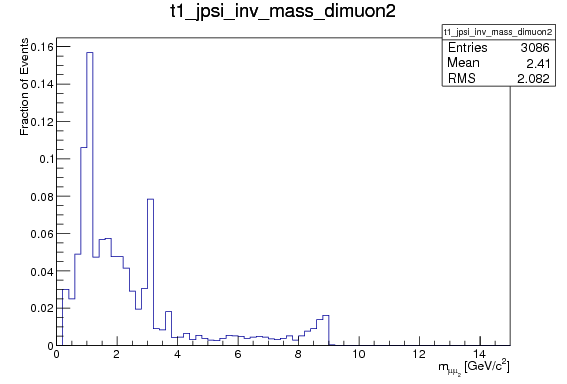 t1_jpsi_inv_mass_dimuon2
t1_jpsi_inv_mass_dimuon2
Entries 3086
Mean 2.41
RMS 2.082
Fraction of Events
0.16
0.14
0.12
0.1
0.08
0.06
0.04
0.02
0
0 2 4 6 8 10 12 14
m_{μμ_2} [GeV/c²]